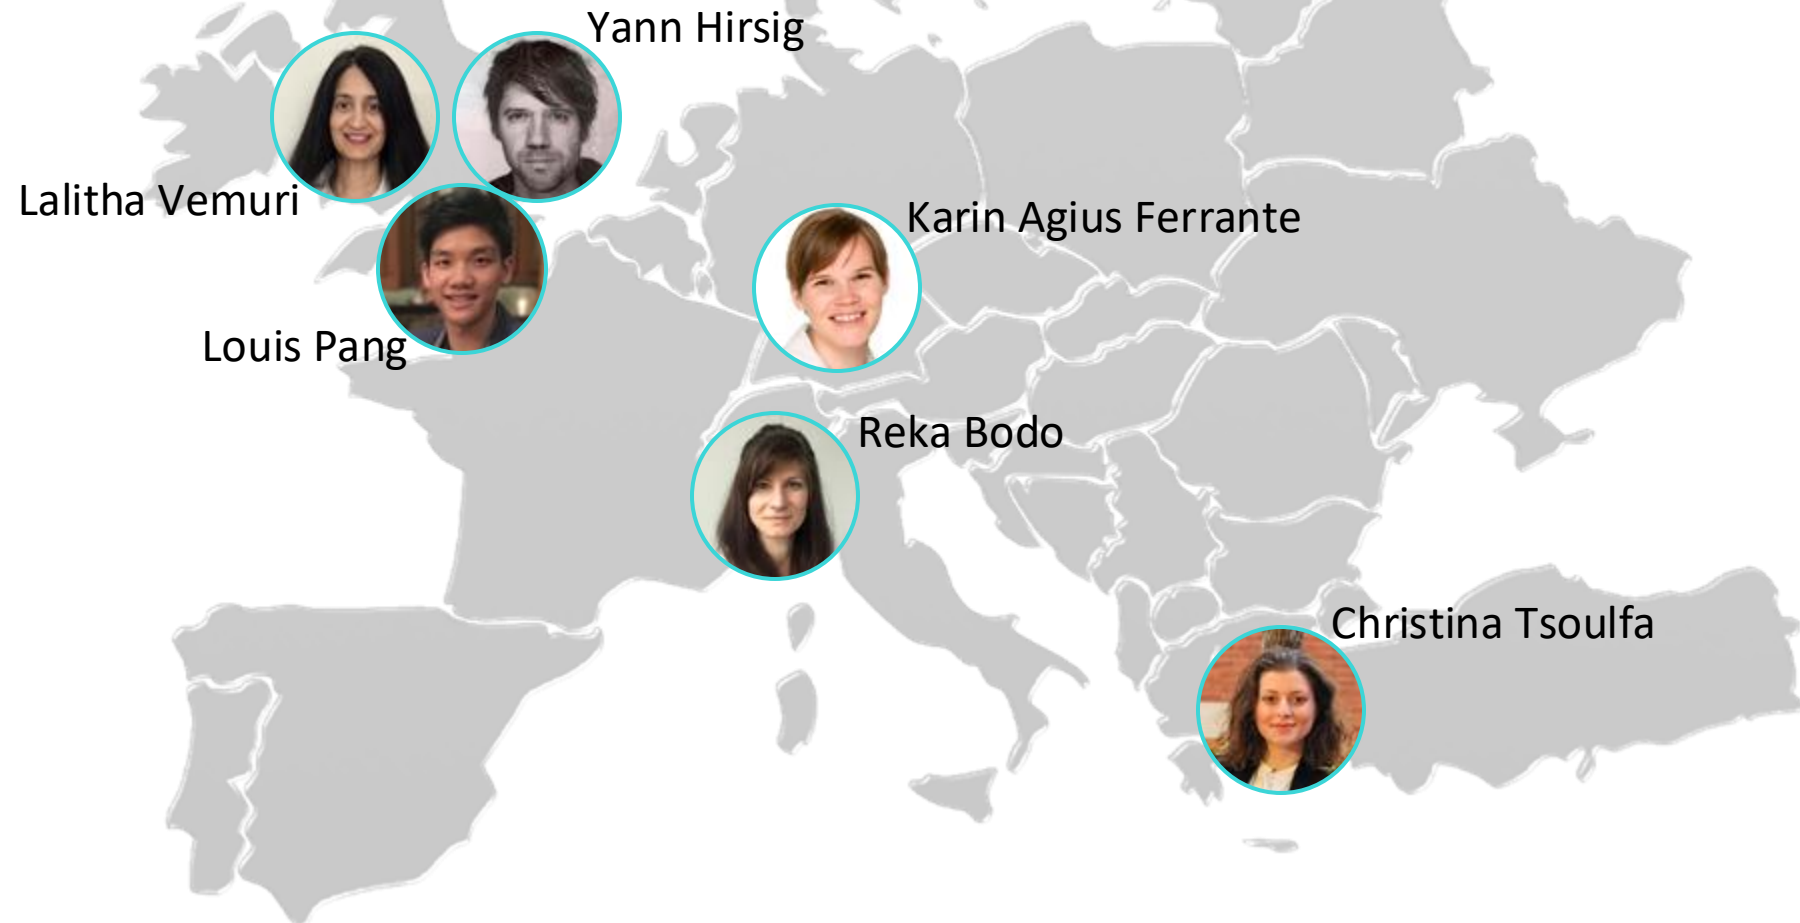 Yann Hirsig
Lalitha Vemuri
Karin Agius Ferrante
Louis Pang
Reka Bodo
Christina Tsoulfa